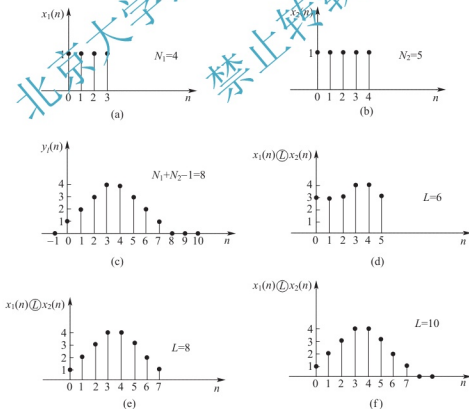 x₁(n)
1
N₁=4
0 1 2 3
n
(a)
x₂(n)
1
N₂=5
0 1 2 3 4
n
(b)
北京大学
禁止转
yₗ(n)
N₁+N₂−1=8
4
3
2
1
−1 0 1 2 3 4 5 6 7 8 9 10
n
(c)
x₁(n)Ⓛx₂(n)
L=6
4
3
2
1
0 1 2 3 4 5
n
(d)
x₁(n)Ⓛx₂(n)
L=8
4
3
2
1
0 1 2 3 4 5 6 7
n
(e)
x₁(n)Ⓛx₂(n)
L=10
4
3
2
1
0 1 2 3 4 5 6 7
n
(f)